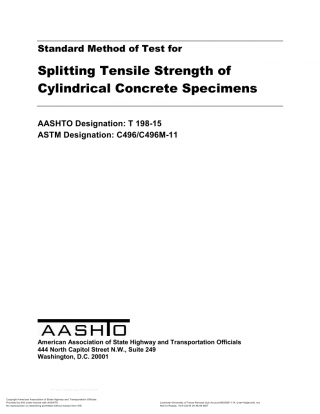 Standard Method of Test for
Splitting Tensile Strength of
Cylindrical Concrete Specimens
AASHTO Designation: T 198-15
ASTM Designation: C496/C496M-11
AASHTO
American Association of State Highway and Transportation Officials
444 North Capitol Street N.W., Suite 249
Washington, D.C. 20001